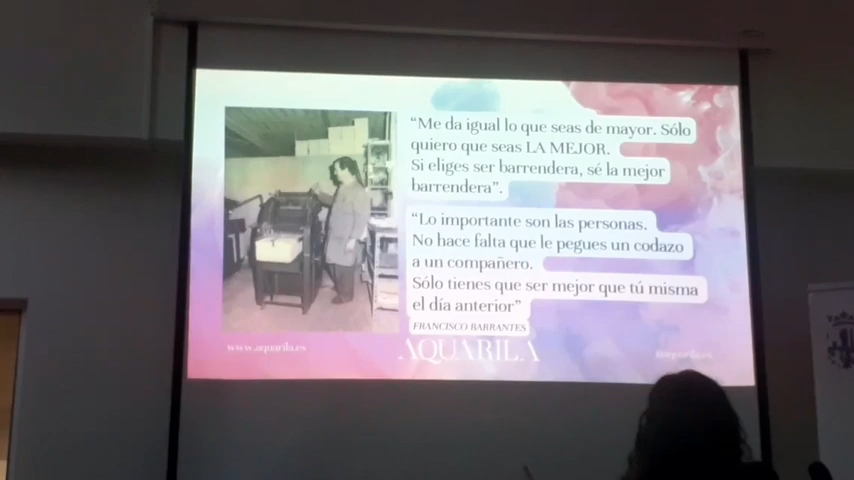 “Me da igual lo que seas de mayor. Sólo
quiero que seas LA MEJOR.
Si eliges ser barrendera, sé la mejor
barrendera”.
“Lo importante son las personas.
No hace falta que le pegues un codazo
a un compañero.
Sólo tienes que ser mejor que tú misma
el día anterior”
FRANCISCO BARRANTES
www.aquarila.es
AQUARILA